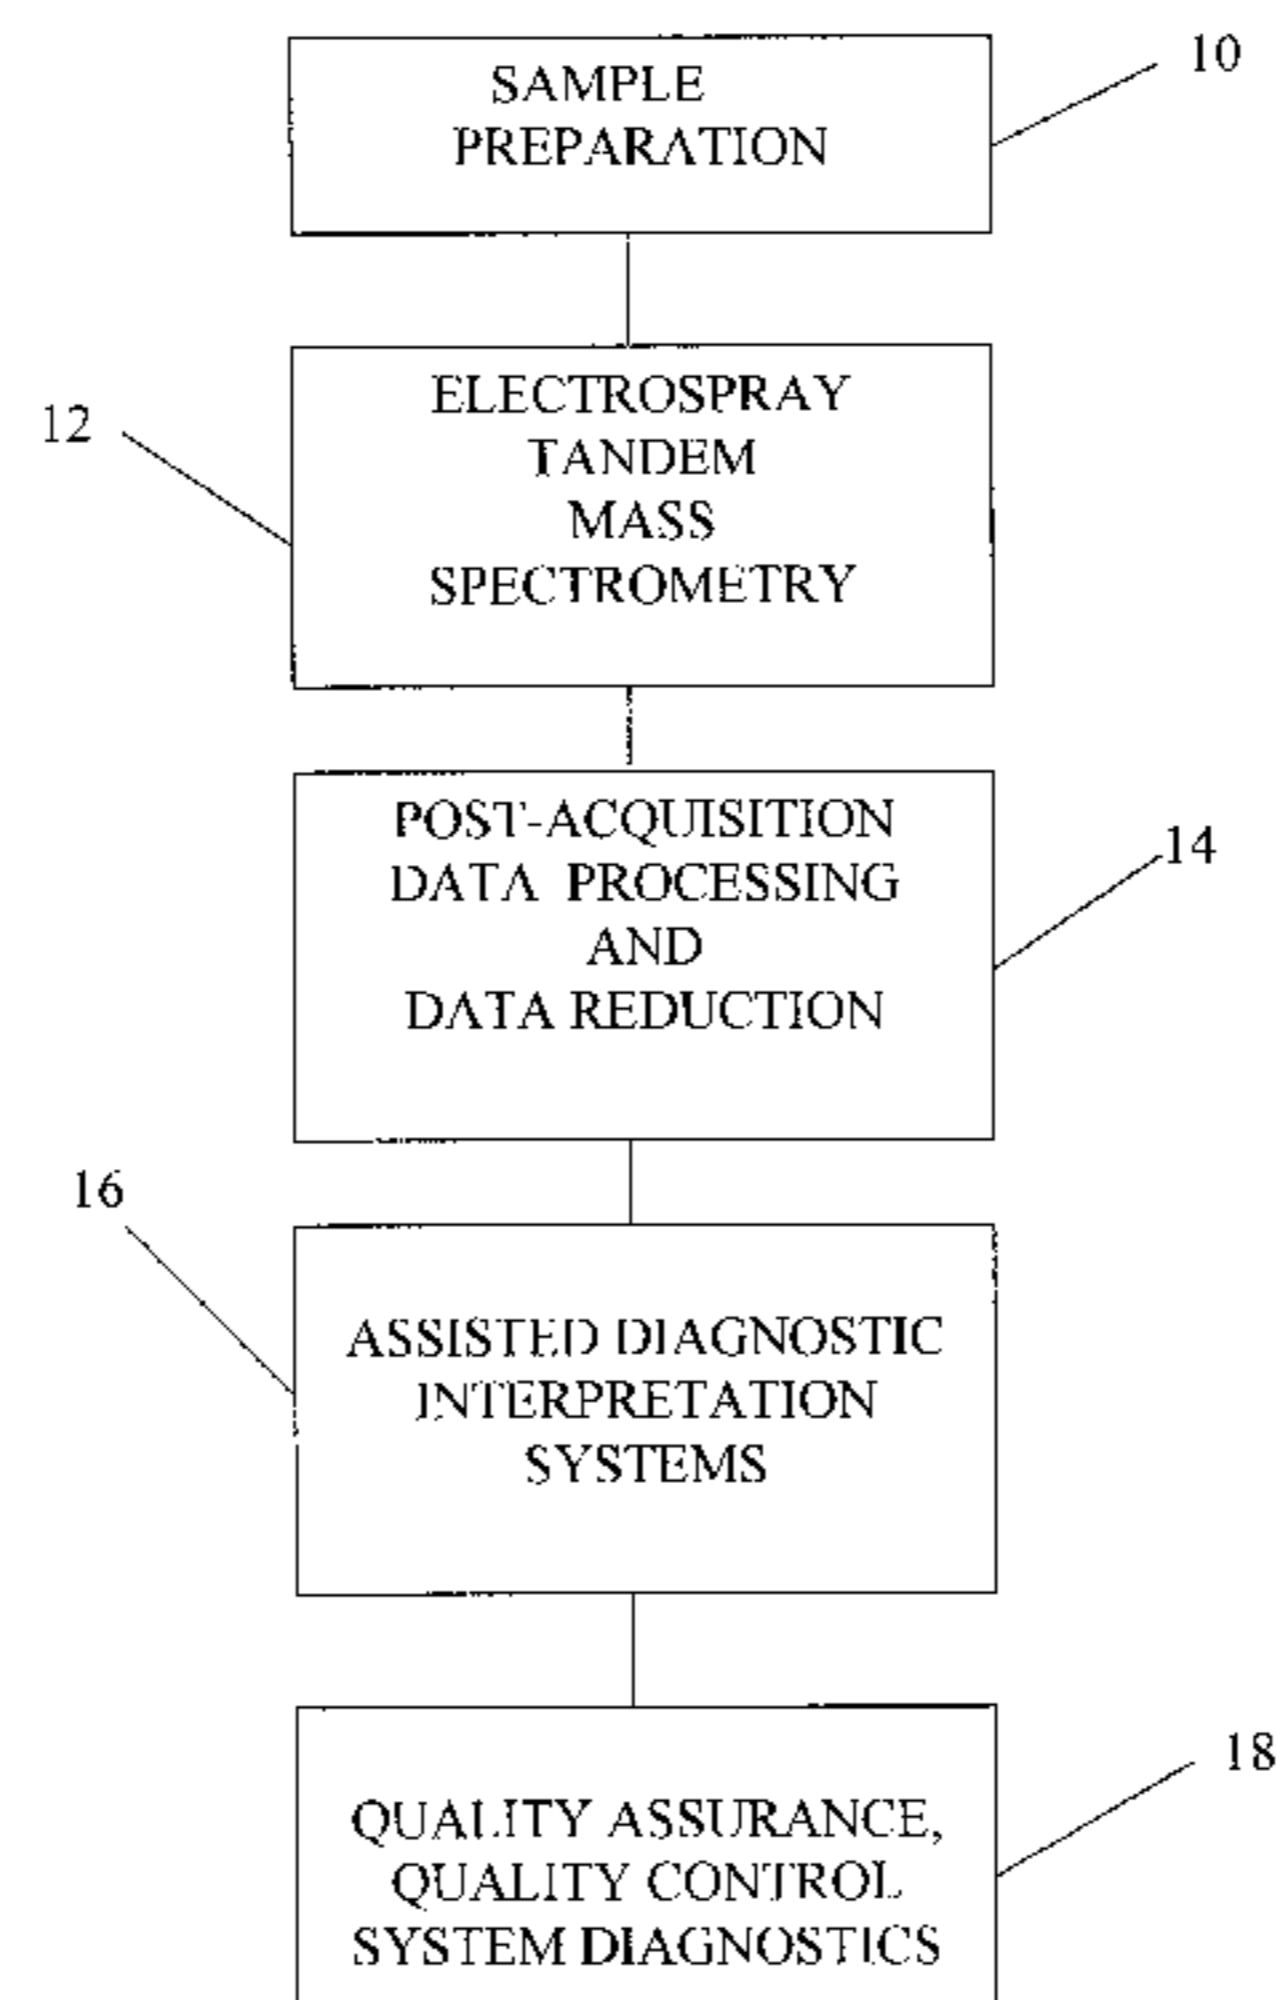 SAMPLE
PREPARATION
10
ELECTROSPRAY
TANDEM
MASS
SPECTROMETRY
12
POST-ACQUISITION
DATA PROCESSING
AND
DATA REDUCTION
14
16
ASSISTED DIAGNOSTIC
INTERPRETATION
SYSTEMS
18
QUALITY ASSURANCE,
QUALITY CONTROL
SYSTEM DIAGNOSTICS